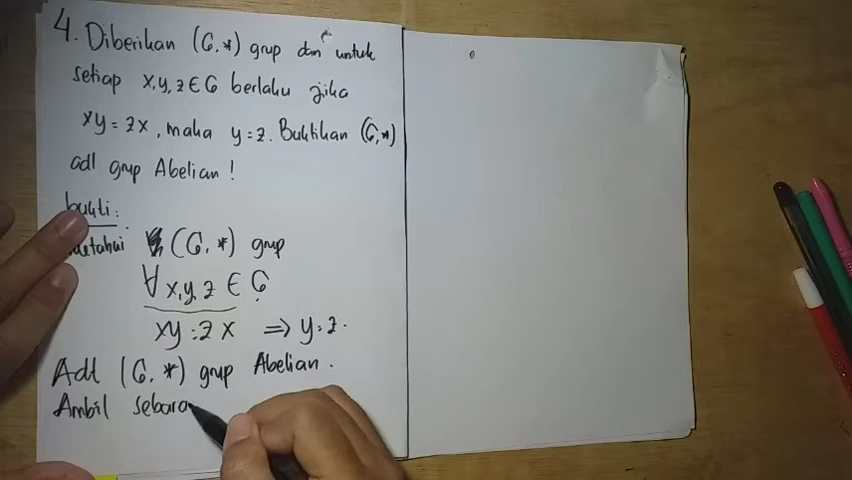 4. Diberikan (G,*) grup dan untuk
setiap x,y,z ∈ G berlaku jika
xy = zx, maka y = z. Buktikan (G,*)
adl grup Abelian !
bukti:
(G,*) grup
∀ x,y,z ∈ G
xy = zx ⇒ y = z.
Adt (G,*) grup Abelian.
Ambil sebara